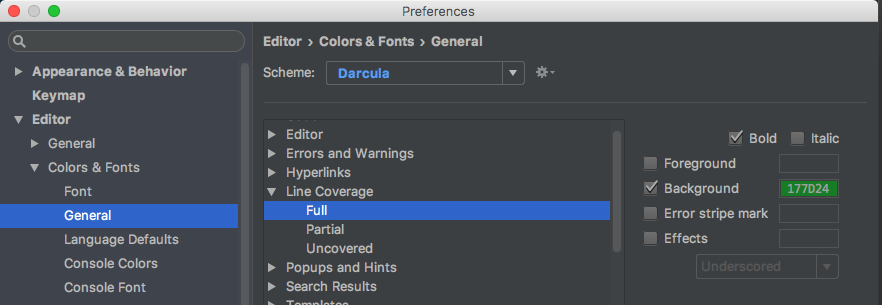 Preferences
Appearance & Behavior
Keymap
Editor
General
Colors & Fonts
Font
General
Language Defaults
Console Colors
Console Font
Editor › Colors & Fonts › General
Scheme: Darcula
Editor
Errors and Warnings
Hyperlinks
Line Coverage
Full
Partial
Uncovered
Popups and Hints
Search Results
Templates
Bold Italic
Foreground
Background 177D24
Error stripe mark
Effects
Underscored